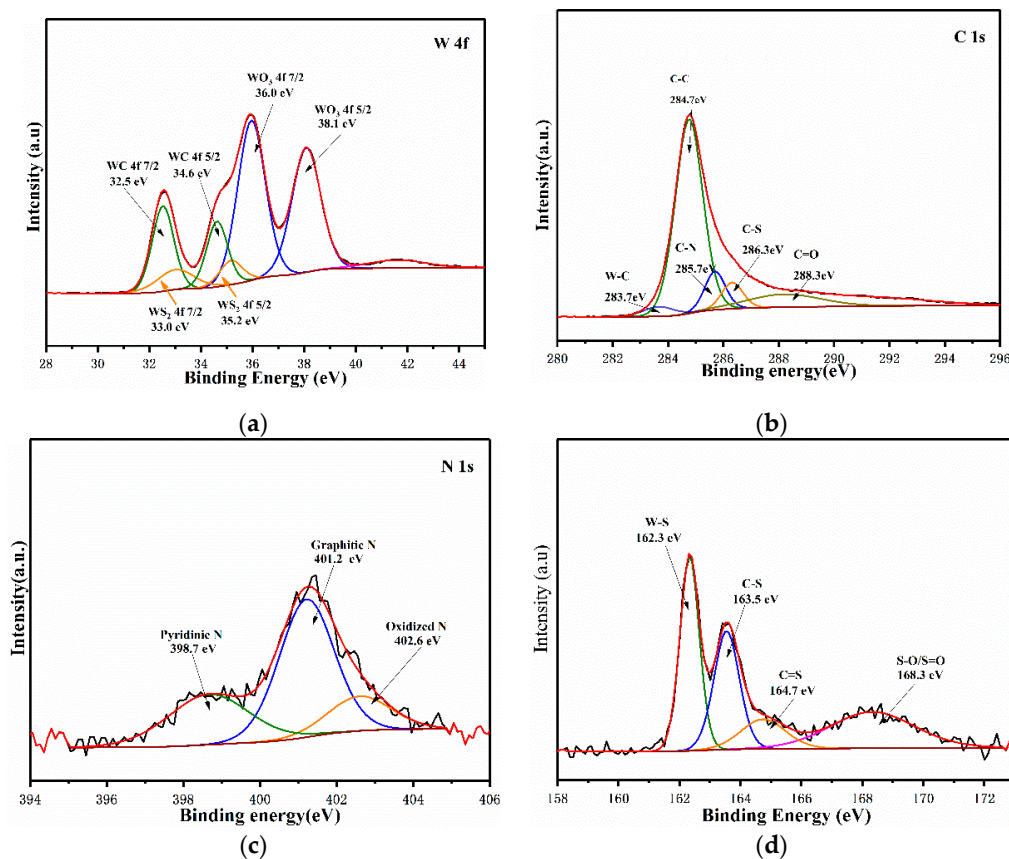 W 4f
WO₃ 4f 7/2
36.0 eV
WO₃ 4f 5/2
38.1 eV
WC 4f 7/2
32.5 eV
WC 4f 5/2
34.6 eV
WS₂ 4f 7/2
33.0 eV
WS₂ 4f 5/2
35.2 eV
Intensity (a.u)
28 30 32 34 36 38 40 42 44
Binding Energy (eV)
(a)
C 1s
C-C
284.7eV
C-N
285.7eV
C-S
286.3eV
C=O
288.3eV
W-C
283.7eV
Intensity(a.u)
280 282 284 286 288 290 292 294 296
Binding energy(eV)
(b)
N 1s
Graphitic N
401.2 eV
Pyridinic N
398.7 eV
Oxidized N
402.6 eV
Intensity(a.u.)
394 396 398 400 402 404 406
Binding energy(eV)
(c)
W-S
162.3 eV
C-S
163.5 eV
C=S
164.7 eV
S-O/S=O
168.3 eV
Intensity (a.u)
158 160 162 164 166 168 170 172
Binding Energy (eV)
(d)